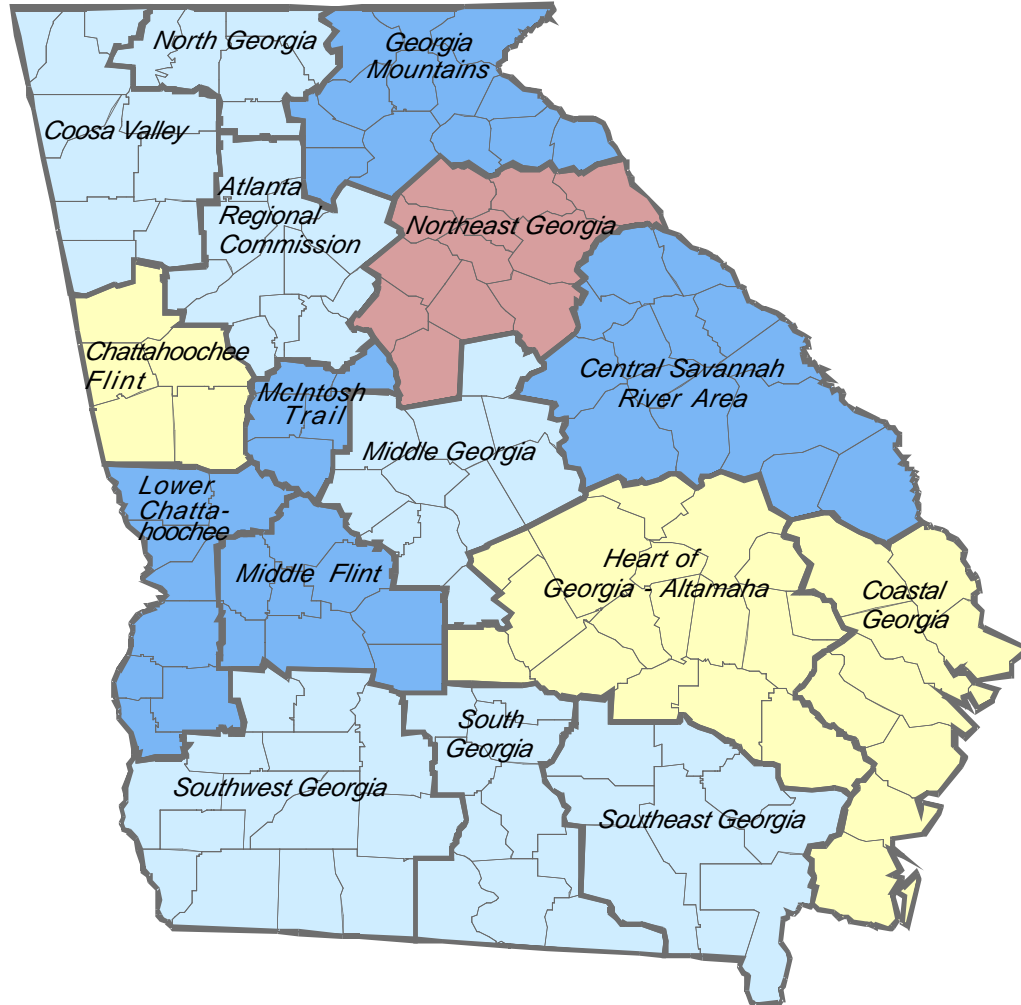 North Georgia
Georgia
Mountains
Coosa Valley
Atlanta
Regional
Commission
Northeast Georgia
Chattahoochee
Flint
McIntosh
Trail
Central Savannah
River Area
Middle Georgia
Lower
Chatta-
hoochee
Middle Flint
Heart of
Georgia - Altamaha
Coastal
Georgia
South
Georgia
Southwest Georgia
Southeast Georgia